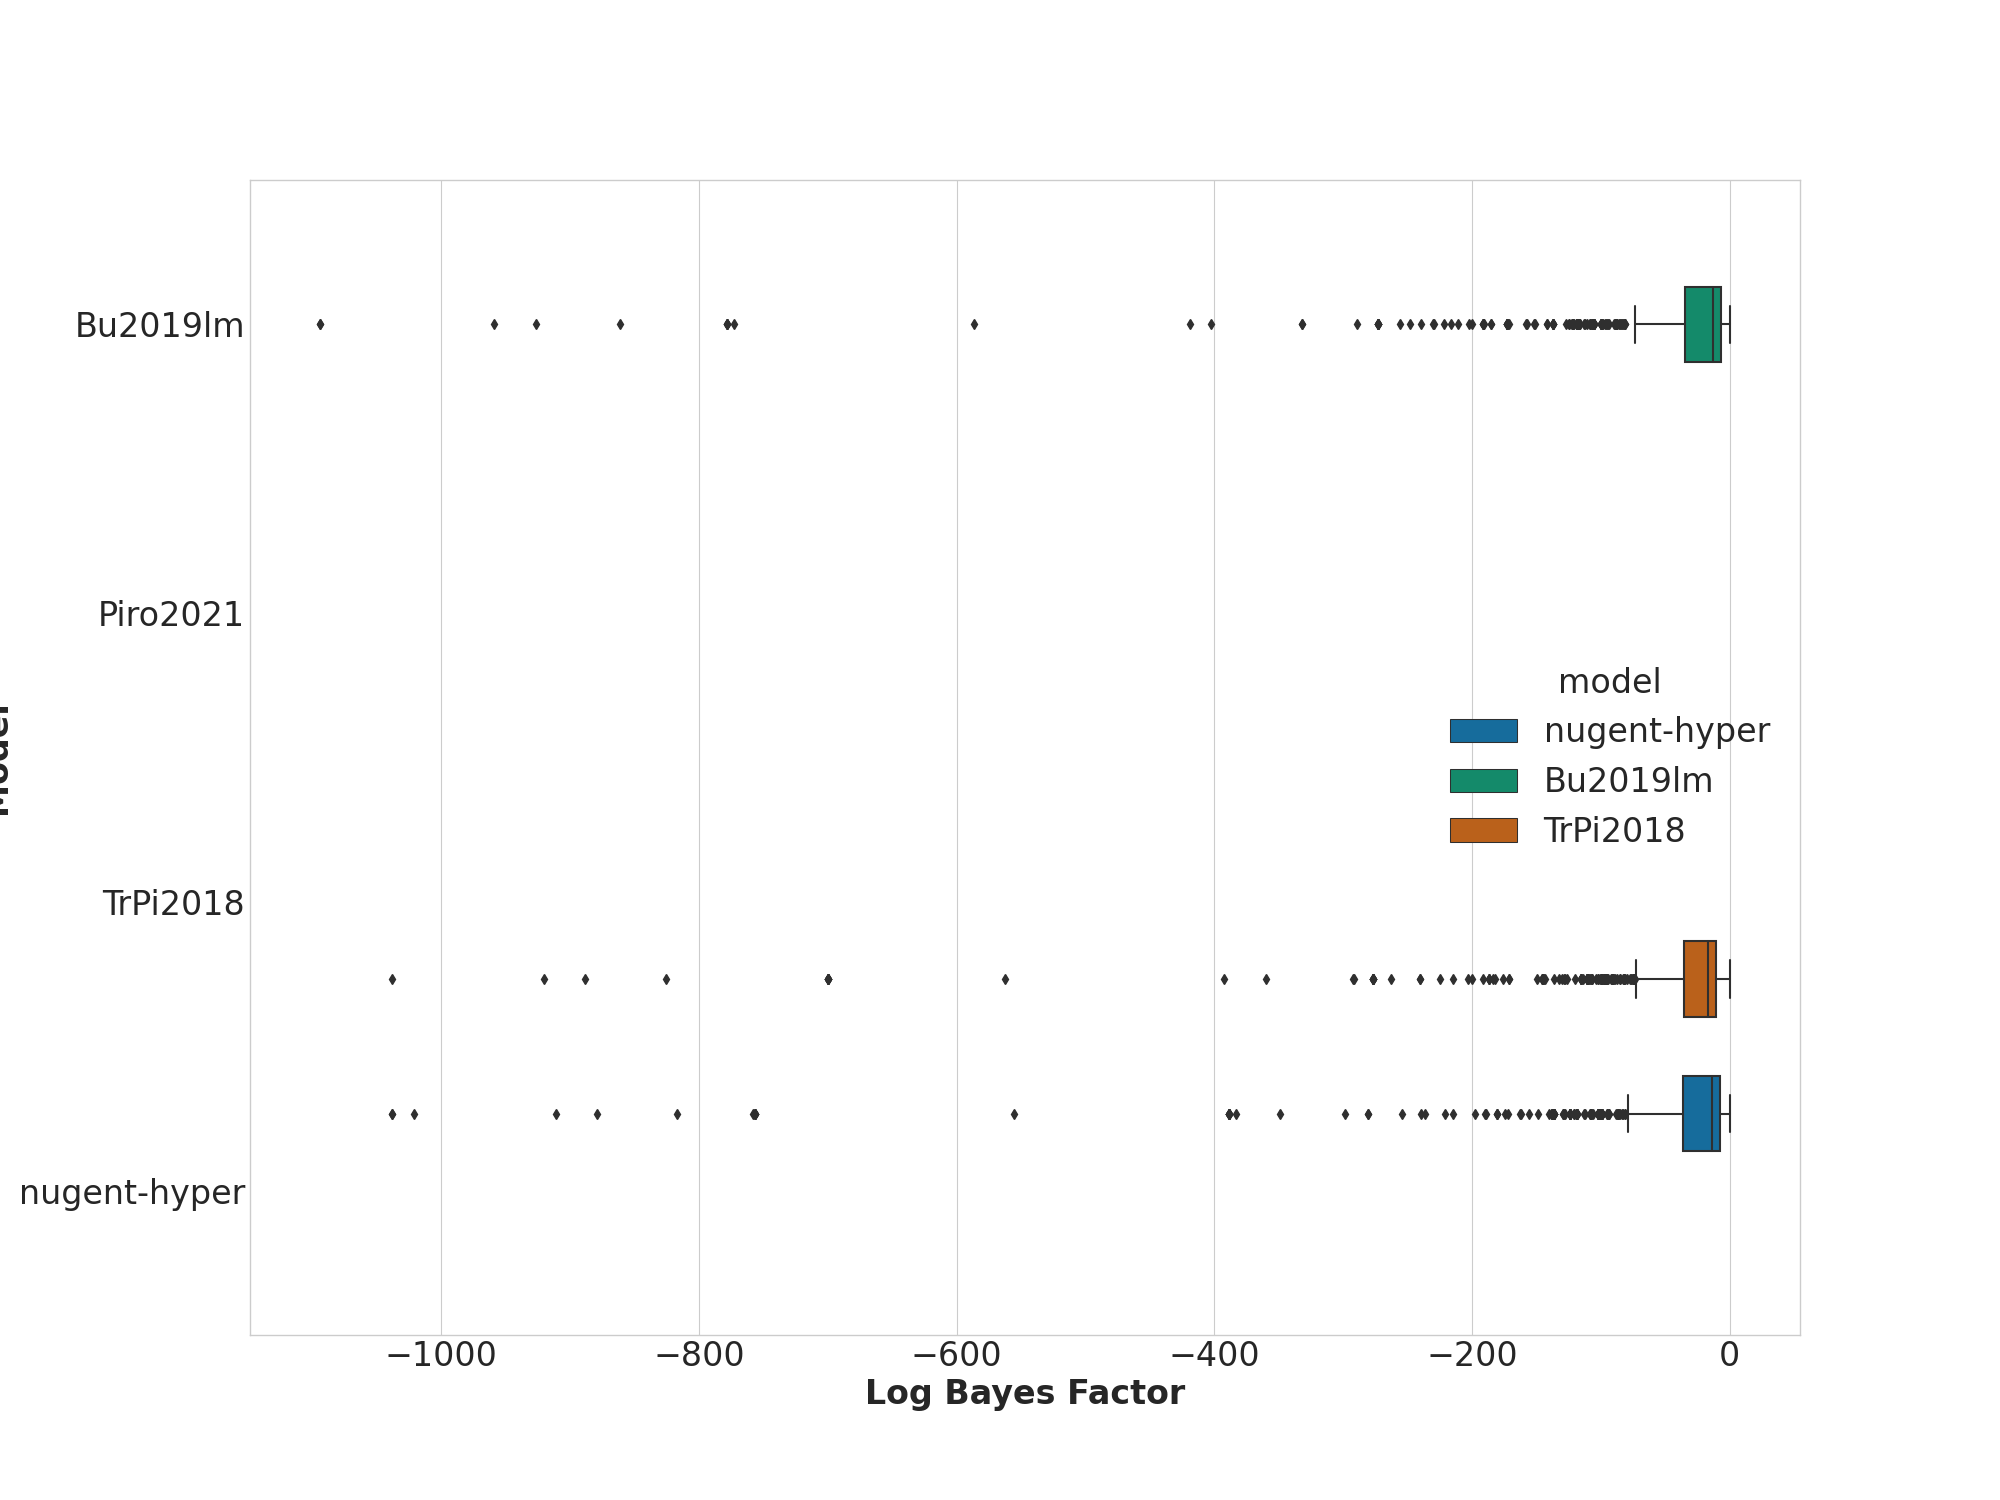 Bu2019lm
Piro2021
TrPi2018
nugent-hyper
Model
model
nugent-hyper
Bu2019lm
TrPi2018
−1000 −800 −600 −400 −200 0
Log Bayes Factor